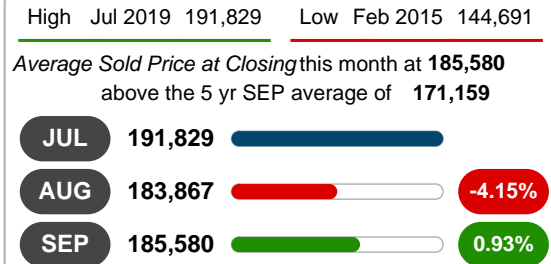 High Jul 2019 191,829 Low Feb 2015 144,691
Average Sold Price at Closing this month at 185,580
above the 5 yr SEP average of 171,159
JUL 191,829
AUG 183,867 -4.15%
SEP 185,580 0.93%